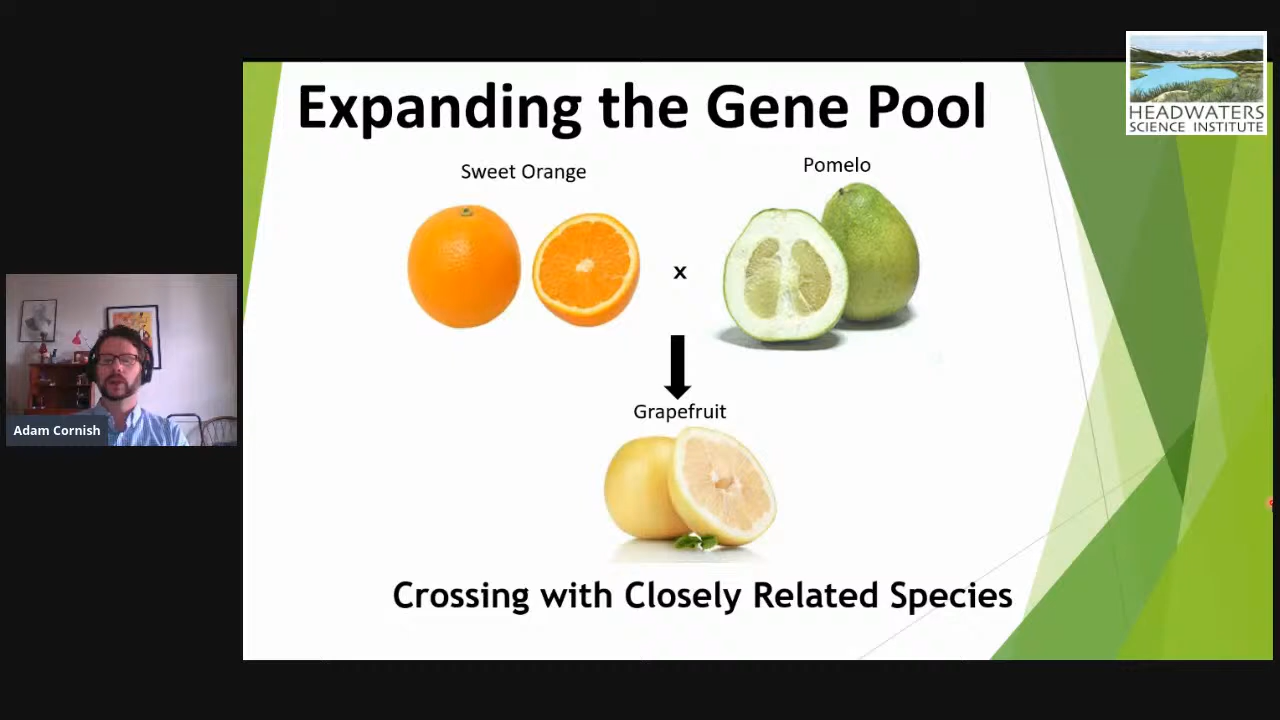 Expanding the Gene Pool
HEADWATERS
SCIENCE INSTITUTE
Sweet Orange
Pomelo
x
Grapefruit
Adam Cornish
Crossing with Closely Related Species